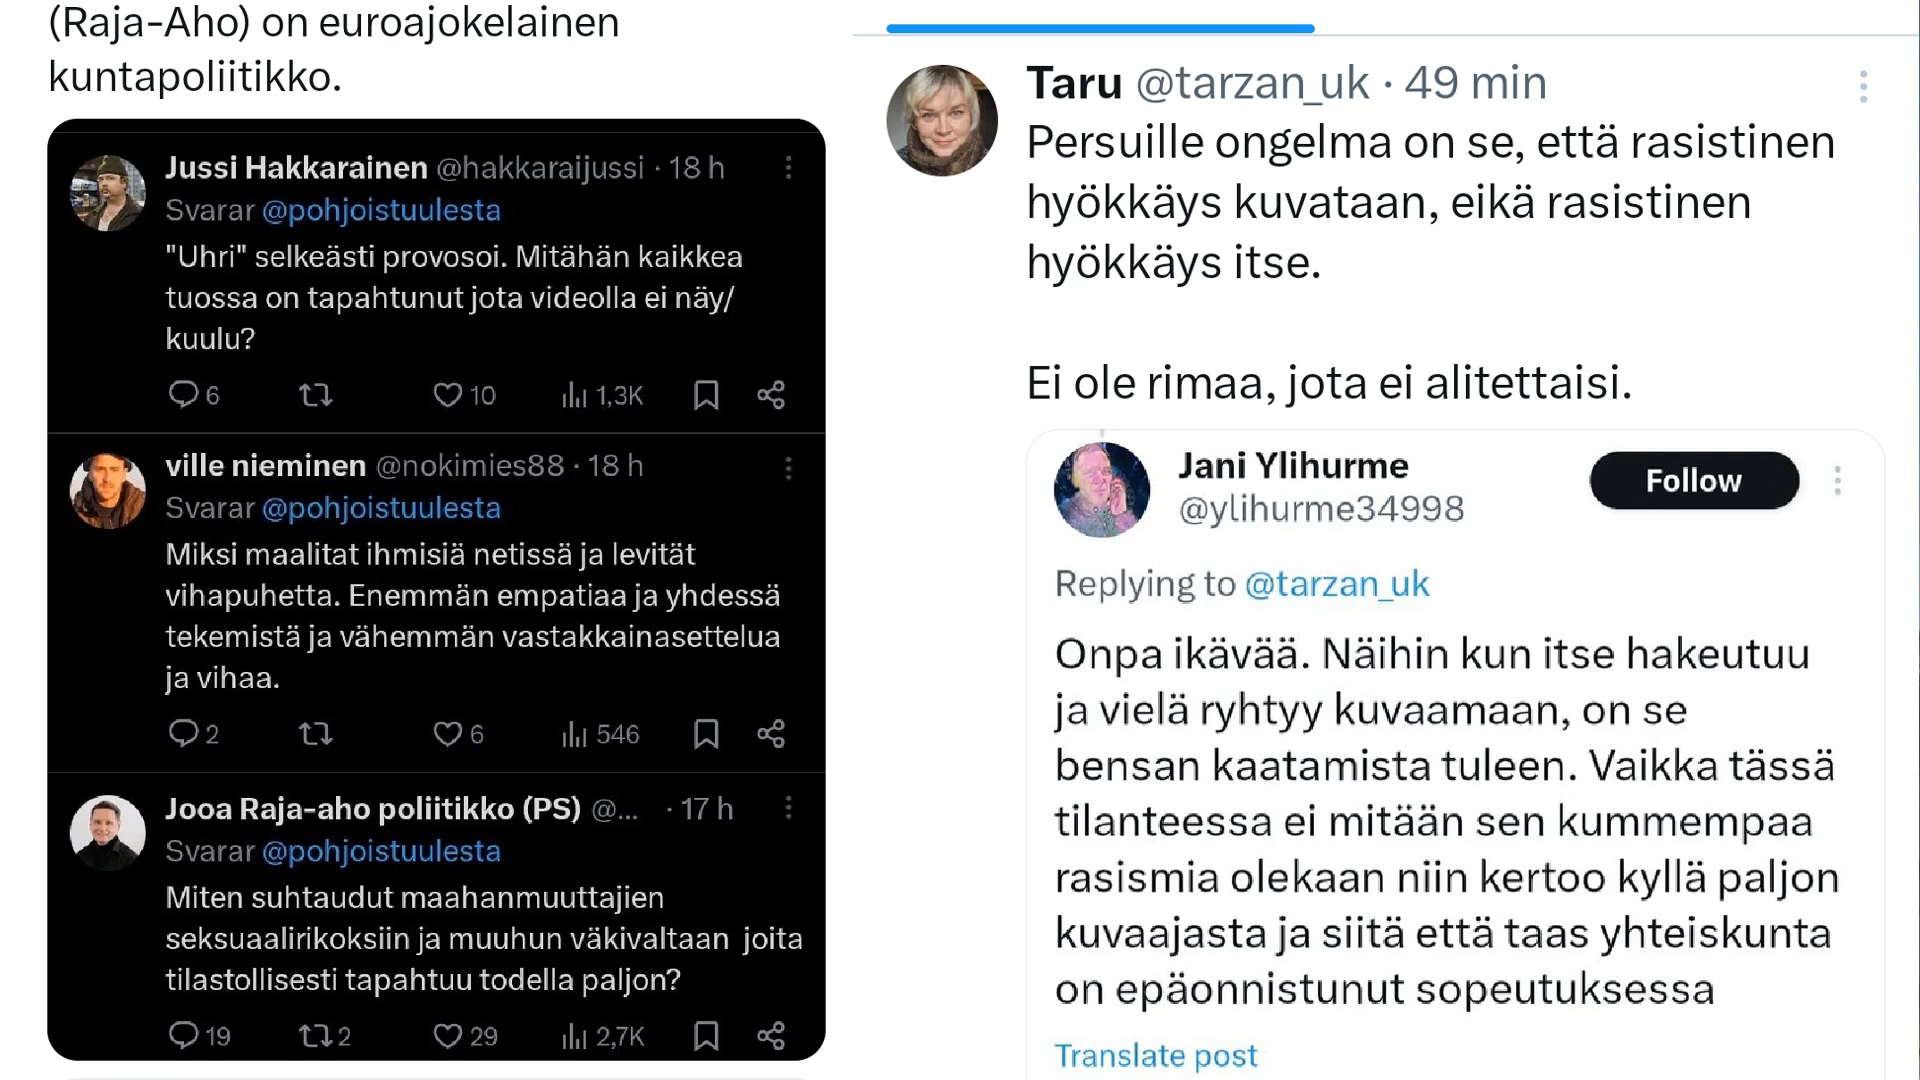 (Raja-Aho) on euroajokelainen
kuntapoliitikko.
Jussi Hakkarainen @hakkaraijussi · 18 h
Svarar @pohjoistuulesta
"Uhri" selkeästi provosoi. Mitähän kaikkea
tuossa on tapahtunut jota videolla ei näy/
kuulu?
6 10 1,3K
ville nieminen @nokimies88 · 18 h
Svarar @pohjoistuulesta
Miksi maalitat ihmisiä netissä ja levität
vihapuhetta. Enemmän empatiaa ja yhdessä
tekemistä ja vähemmän vastakkainasettelua
ja vihaa.
2 6 546
Jooa Raja-aho poliitikko (PS) @... · 17 h
Svarar @pohjoistuulesta
Miten suhtaudut maahanmuuttajien
seksuaalirikoksiin ja muuhun väkivaltaan joita
tilastollisesti tapahtuu todella paljon?
19 2 29 2,7K
Taru @tarzan_uk · 49 min
Persuille ongelma on se, että rasistinen
hyökkäys kuvataan, eikä rasistinen
hyökkäys itse.
Ei ole rimaa, jota ei alitettaisi.
Jani Ylihurme
@ylihurme34998
Follow
Replying to @tarzan_uk
Onpa ikävää. Näihin kun itse hakeutuu
ja vielä ryhtyy kuvaamaan, on se
bensan kaatamista tuleen. Vaikka tässä
tilanteessa ei mitään sen kummempaa
rasismia olekaan niin kertoo kyllä paljon
kuvaajasta ja siitä että taas yhteiskunta
on epäonnistunut sopeutuksessa
Translate post